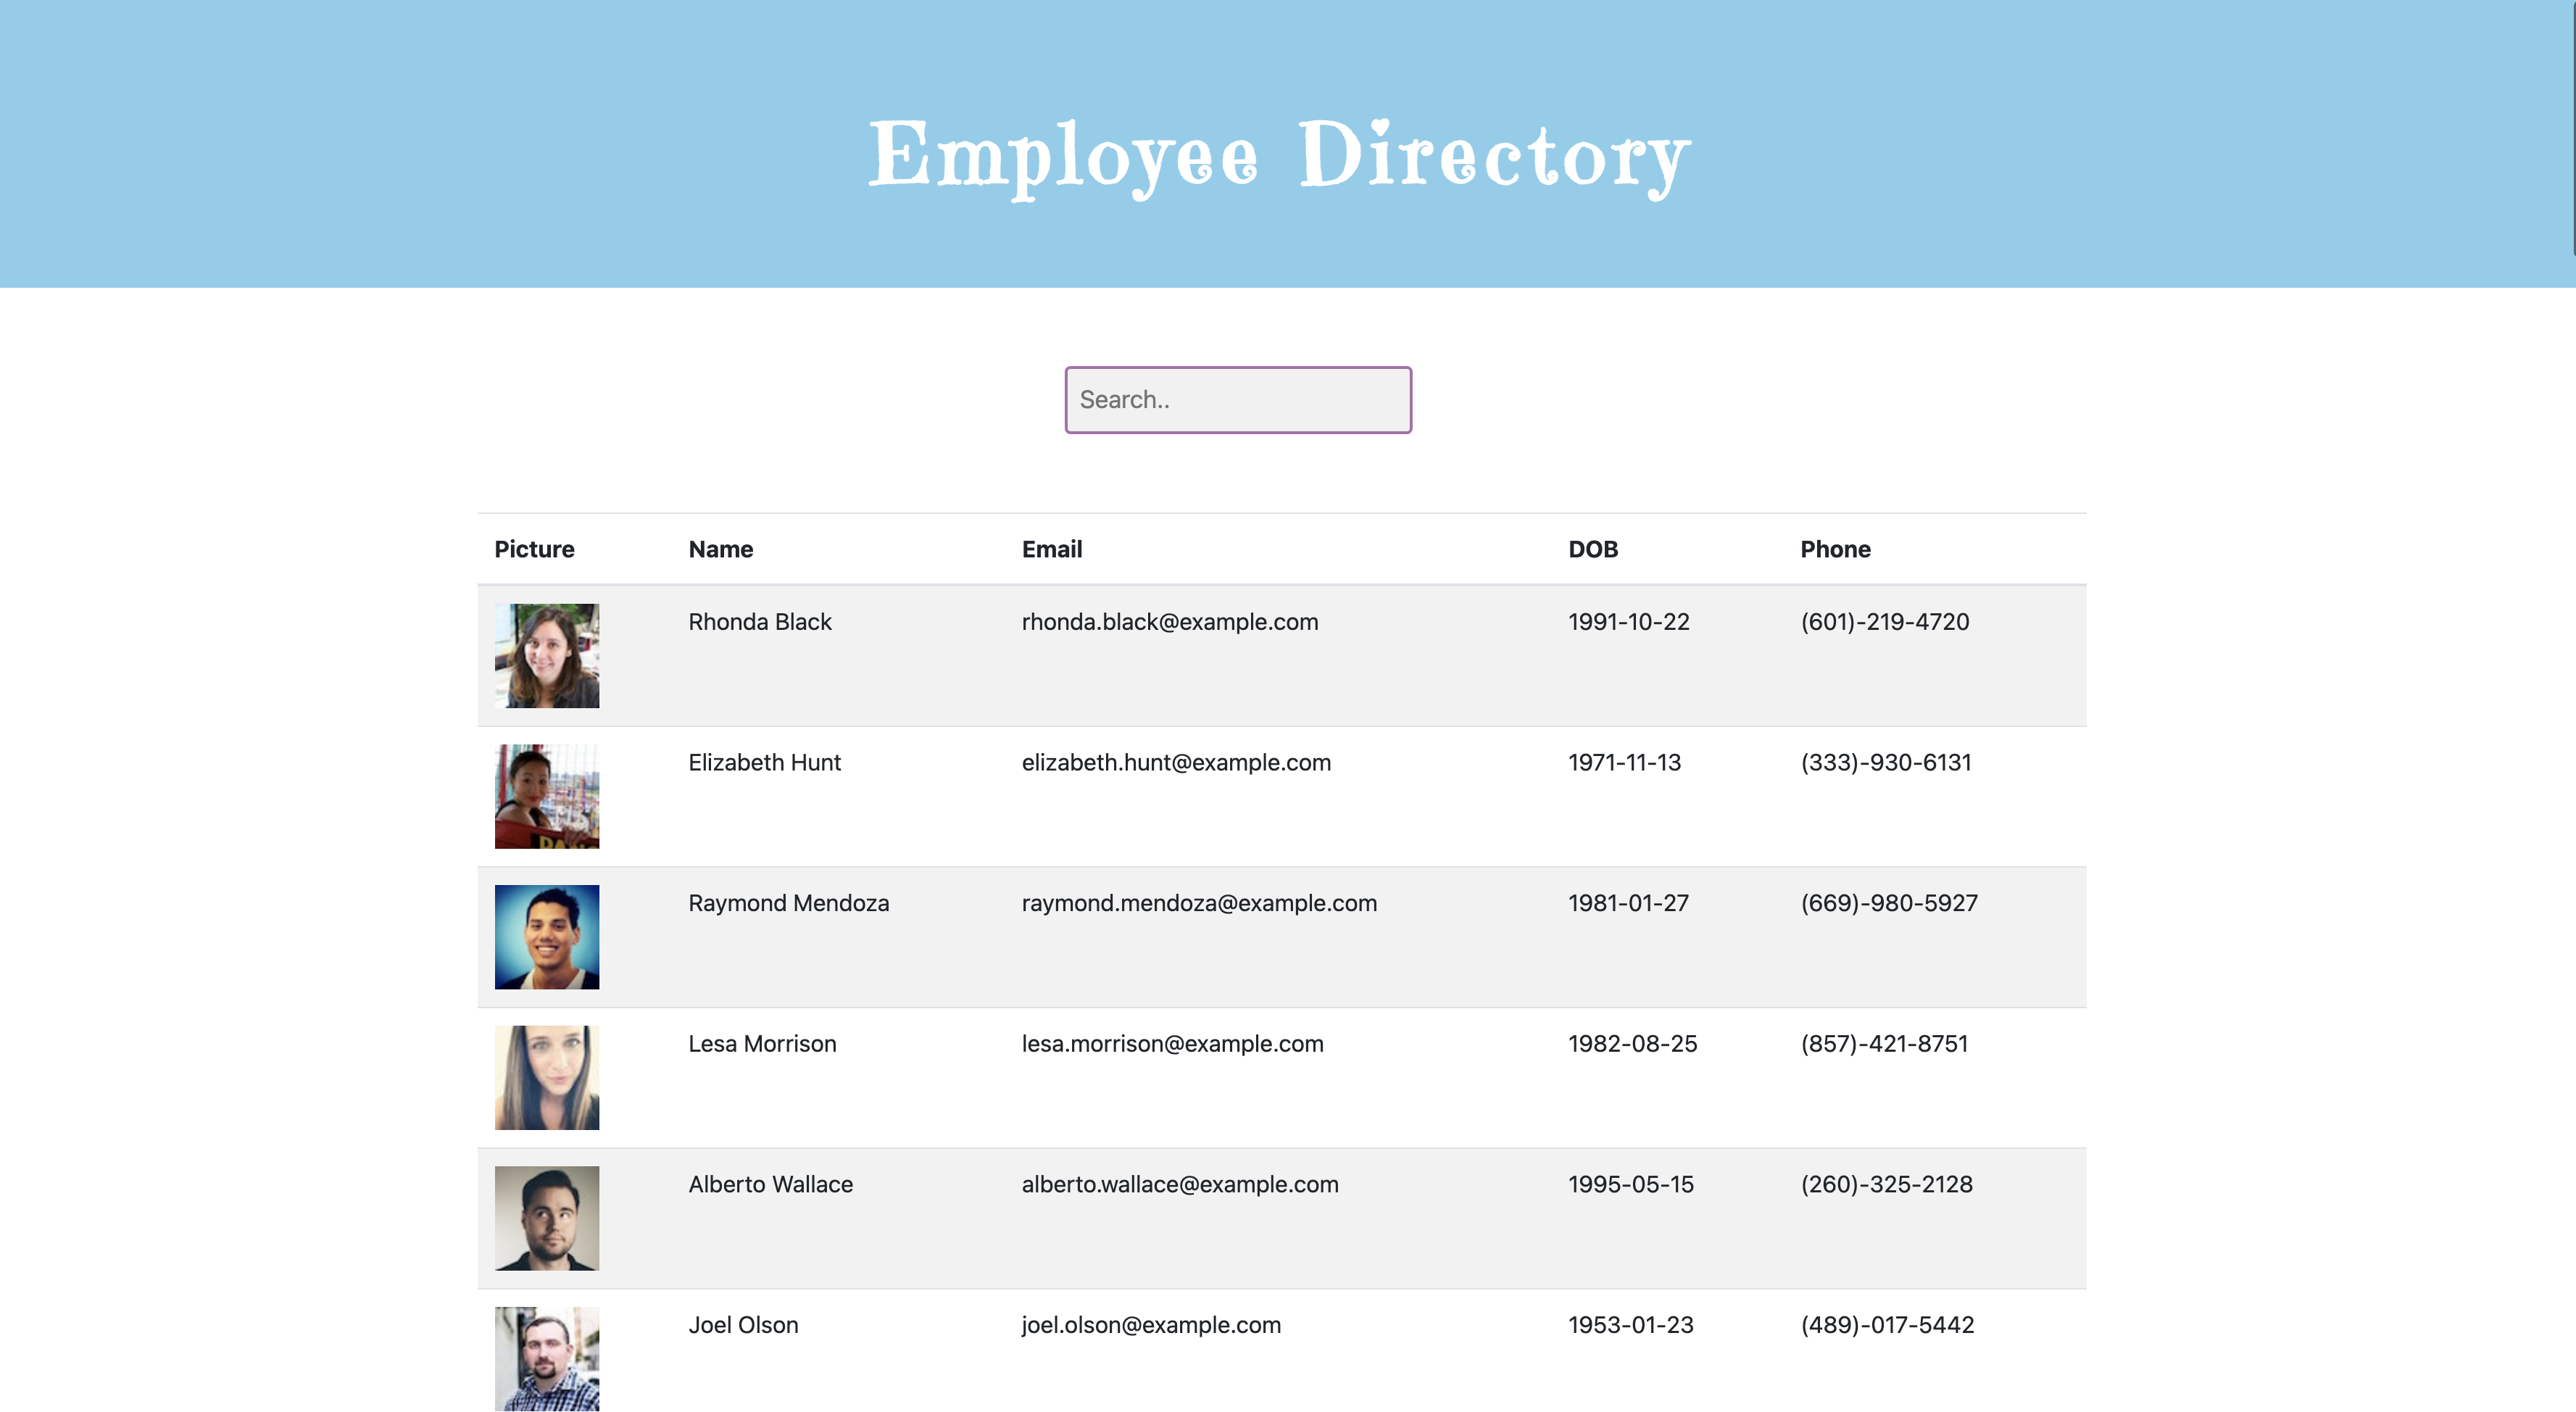 Employee Directory
Search..
Picture Name Email DOB Phone
Rhonda Black rhonda.black@example.com 1991-10-22 (601)-219-4720
Elizabeth Hunt elizabeth.hunt@example.com 1971-11-13 (333)-930-6131
Raymond Mendoza raymond.mendoza@example.com 1981-01-27 (669)-980-5927
Lesa Morrison lesa.morrison@example.com 1982-08-25 (857)-421-8751
Alberto Wallace alberto.wallace@example.com 1995-05-15 (260)-325-2128
Joel Olson joel.olson@example.com 1953-01-23 (489)-017-5442